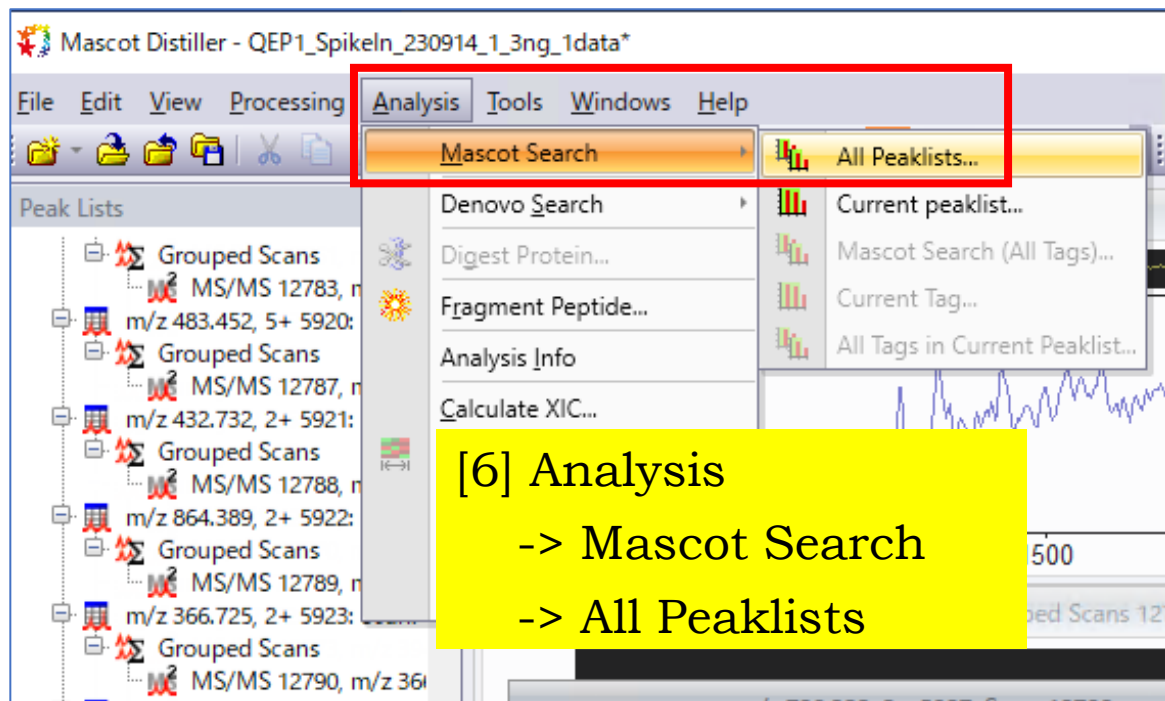 Mascot Distiller - QEP1_SpikeIn_230914_1_3ng_1data*
File Edit View Processing Analysis Tools Windows Help
Mascot Search
All Peaklists...
Peak Lists
Denovo Search
Current peaklist...
Grouped Scans
Digest Protein...
Mascot Search (All Tags)...
MS/MS 12783,
Fragment Peptide...
Current Tag...
m/z 483.452, 5+ 5920:
Grouped Scans
Analysis Info
All Tags in Current Peaklist...
MS/MS 12787,
Calculate XIC...
m/z 432.732, 2+ 5921:
Grouped Scans
MS/MS 12788,
[6] Analysis
-> Mascot Search
-> All Peaklists
m/z 864.389, 2+ 5922:
Grouped Scans
1500
MS/MS 12789,
m/z 366.725, 2+ 5923:
Scans
Grouped Scans
MS/MS 12790, m/z